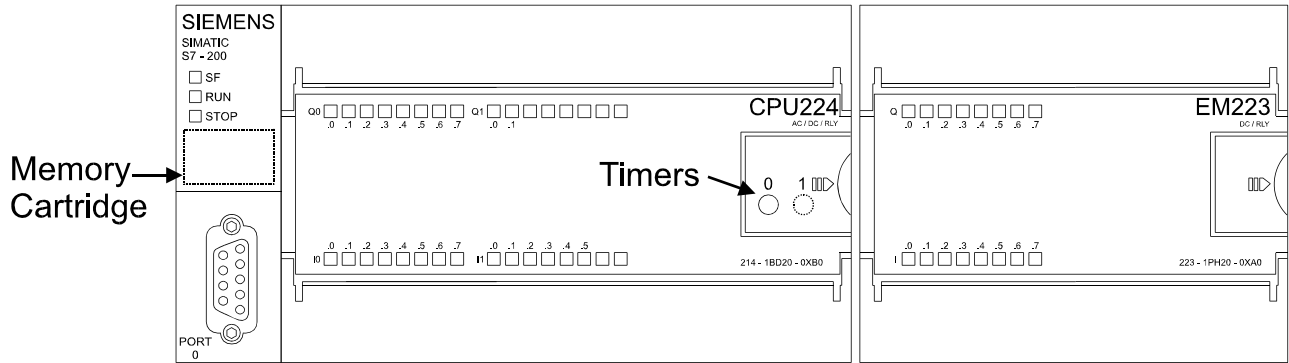 SIEMENS
SIMATIC
S7 - 200
SF
RUN
STOP
Memory
Cartridge
PORT
0
Q0
.0 .1 .2 .3 .4 .5 .6 .7
Q1
.0 .1
CPU224
AC / DC / RLY
Timers
0 1
.0 .1 .2 .3 .4 .5 .6 .7
I0
.0 .1 .2 .3 .4 .5
I1
214 - 1BD20 - 0XB0
Q
.0 .1 .2 .3 .4 .5 .6 .7
EM223
DC / RLY
.0 .1 .2 .3 .4 .5 .6 .7
I
223 - 1PH20 - 0XA0